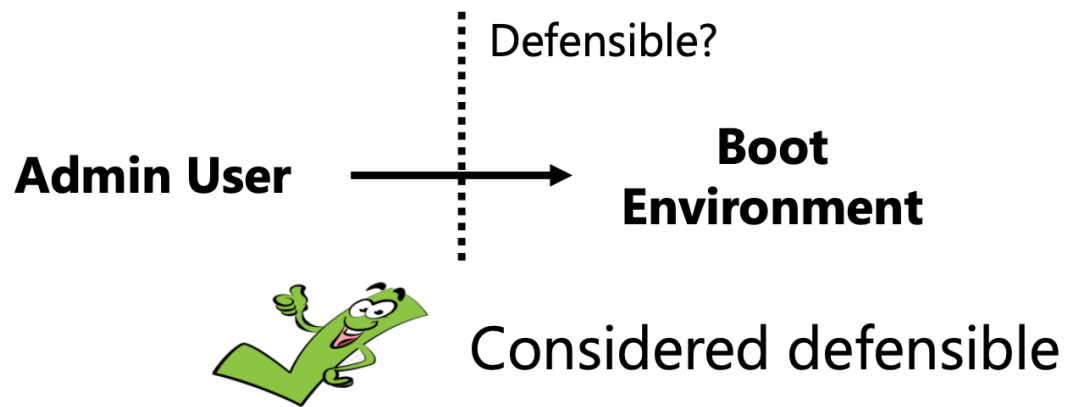 Defensible?
Admin User
Boot
Environment
Considered defensible